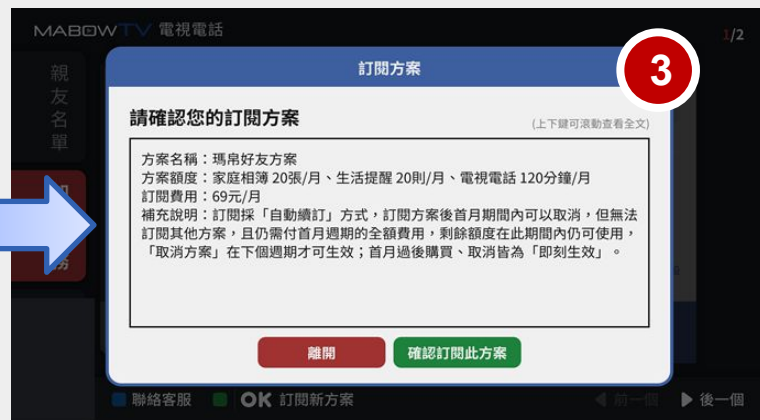 MABOWTV 電視電話
1/2
親
友
名
單
訂閱方案
3
請確認您的訂閱方案
(上下鍵可滾動查看全文)
方案名稱：瑪帛好友方案
方案額度：家庭相簿 20張/月、生活提醒 20則/月、電視電話 120分鐘/月
訂閱費用：69元/月
補充說明：訂閱採「自動續訂」方式，訂閱方案後首月期間內可以取消，但無法
訂閱其他方案，且仍需付首月週期的全額費用，剩餘額度在此期間內仍可使用，
「取消方案」在下個週期才可生效；首月過後購買、取消皆為「即刻生效」。
離開
確認訂閱此方案
聯絡客服 OK 訂閱新方案
前一個
後一個